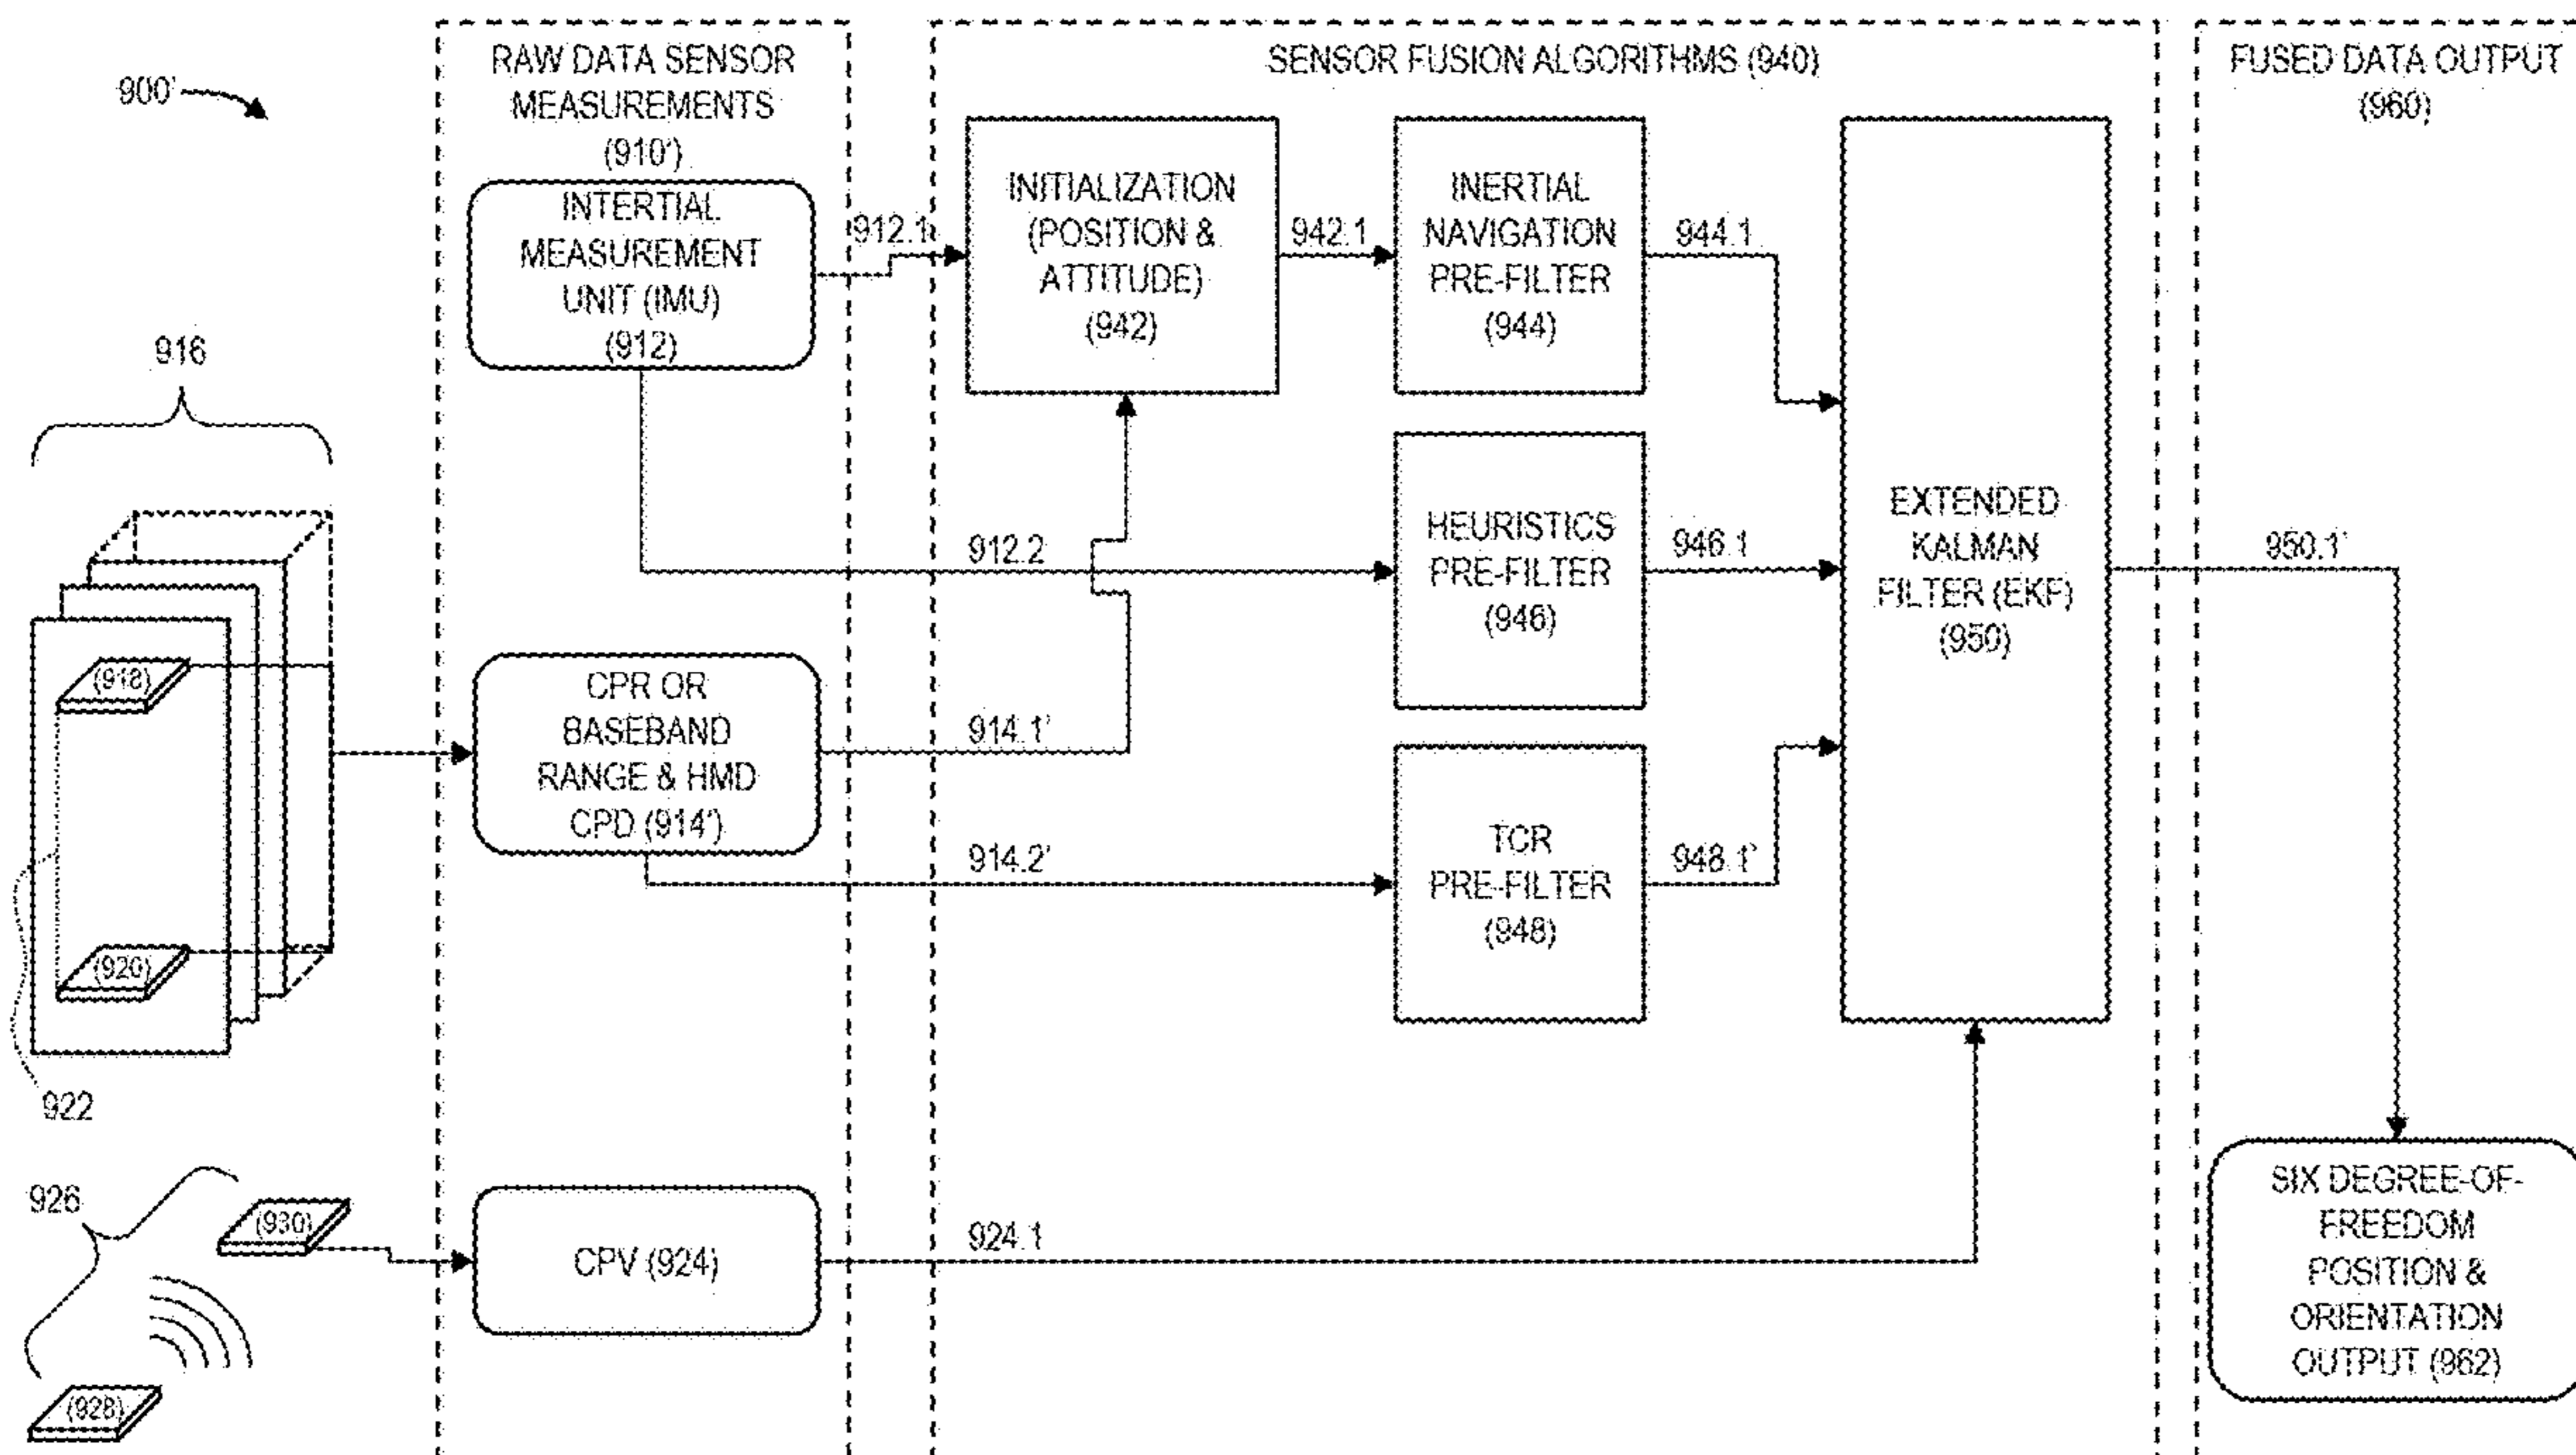 900'
RAW DATA SENSOR
MEASUREMENTS
(910')
SENSOR FUSION ALGORITHMS (940)
FUSED DATA OUTPUT
(960)
INTERTIAL
MEASUREMENT
UNIT (IMU)
(912)
912.1
INITIALIZATION
(POSITION &
ATTITUDE)
(942)
942.1
INERTIAL
NAVIGATION
PRE-FILTER
(944)
944.1
916
912.2
HEURISTICS
PRE-FILTER
(946)
946.1
EXTENDED
KALMAN
FILTER (EKF)
(950)
950.1'
(918)
CPR OR
BASEBAND
RANGE & HMD
CPD (914')
914.1'
914.2'
TCR
PRE-FILTER
(948)
948.1'
(920)
922
926
(930)
CPV (924)
924.1
(928)
SIX DEGREE-OF-
FREEDOM
POSITION &
ORIENTATION
OUTPUT (962)